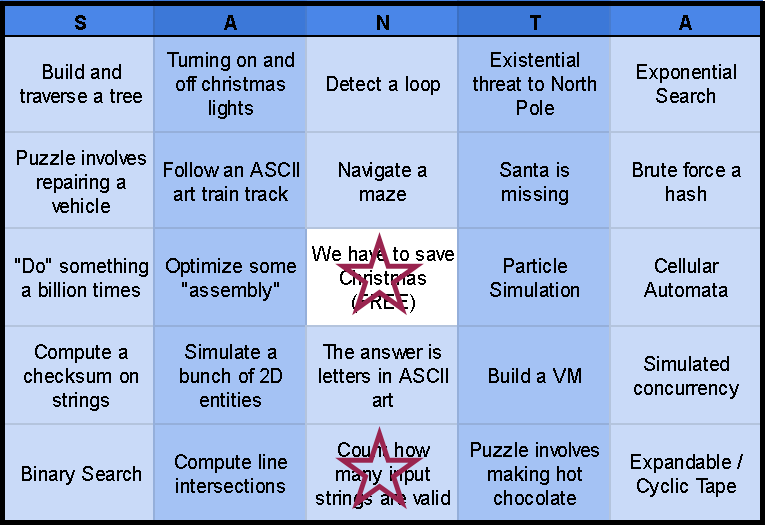 S A N T A
Build and
traverse a tree
Turning on and
off christmas
lights
Detect a loop
Existential
threat to North
Pole
Exponential
Search
Puzzle involves
repairing a
vehicle
Follow an ASCII
art train track
Navigate a
maze
Santa is
missing
Brute force a
hash
"Do" something
a billion times
Optimize some
"assembly"
We have to save
Christmas
(FREE)
Particle
Simulation
Cellular
Automata
Compute a
checksum on
strings
Simulate a
bunch of 2D
entities
The answer is
letters in ASCII
art
Build a VM
Simulated
concurrency
Binary Search
Compute line
intersections
Count how
many input
strings are valid
Puzzle involves
making hot
chocolate
Expandable /
Cyclic Tape